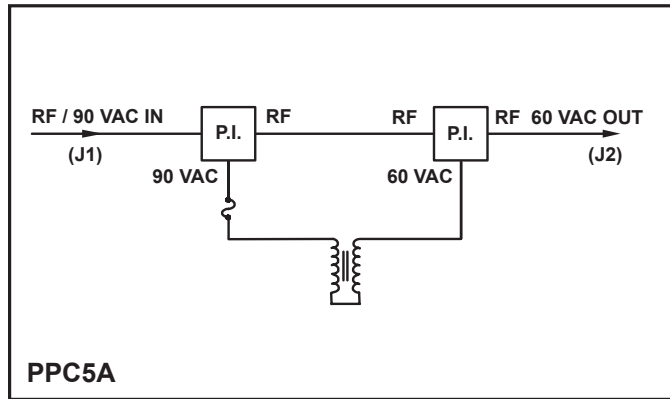 RF / 90 VAC IN
(J1)
P.I.
RF
RF
P.I.
RF 60 VAC OUT
(J2)
90 VAC
60 VAC
PPC5A